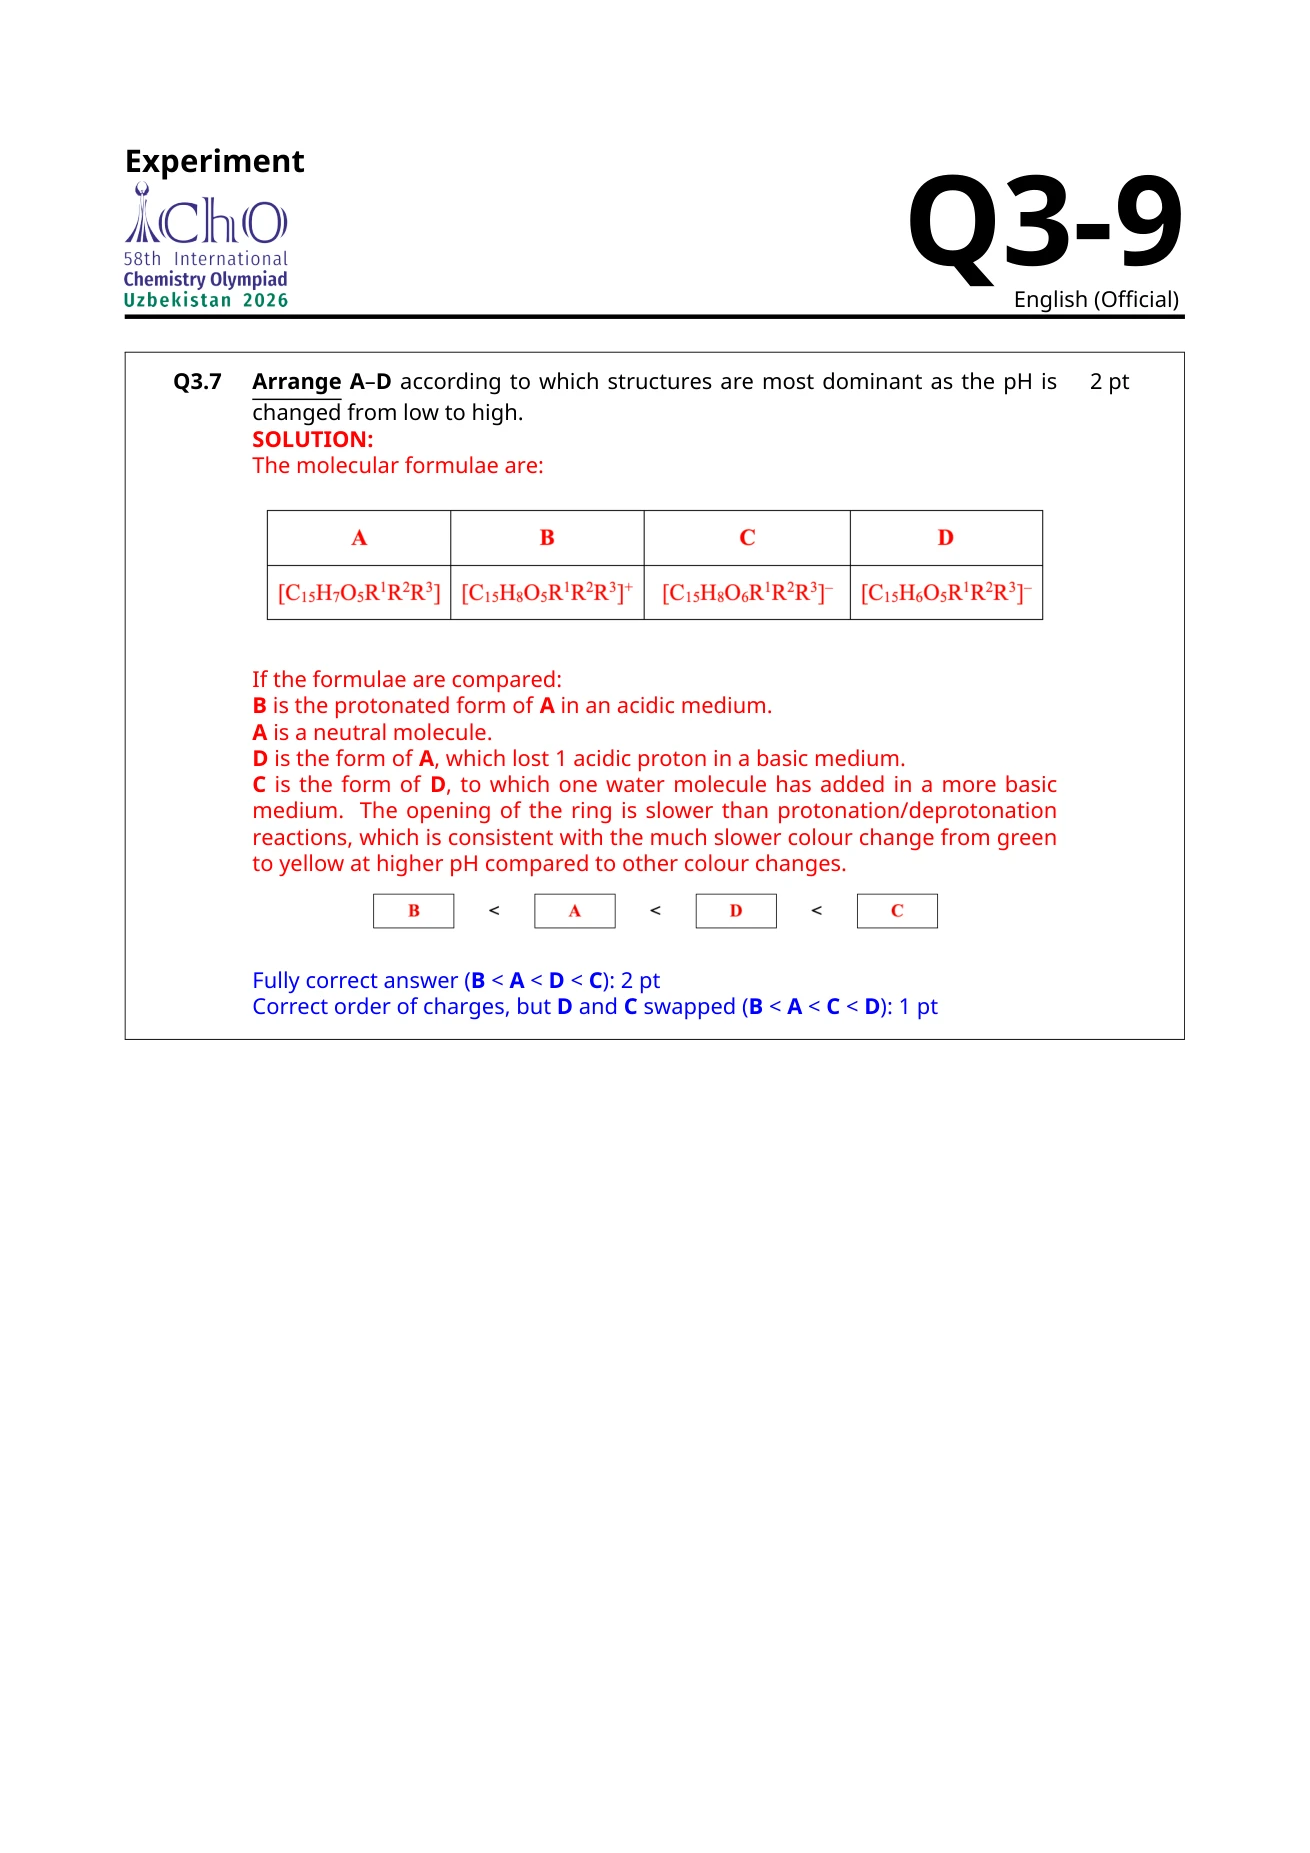 Experiment
IChO
58th International
Chemistry Olympiad
Uzbekistan 2026
Q3-9
English (Official)
Q3.7 Arrange A–D according to which structures are most dominant as the pH is 2 pt
changed from low to high.
SOLUTION:
The molecular formulae are:
A B C D
[C₁₅H₇O₅R¹R²R³] [C₁₅H₈O₅R¹R²R³]⁺ [C₁₅H₈O₆R¹R²R³]⁻ [C₁₅H₆O₅R¹R²R³]⁻
If the formulae are compared:
B is the protonated form of A in an acidic medium.
A is a neutral molecule.
D is the form of A, which lost 1 acidic proton in a basic medium.
C is the form of D, to which one water molecule has added in a more basic
medium. The opening of the ring is slower than protonation/deprotonation
reactions, which is consistent with the much slower colour change from green
to yellow at higher pH compared to other colour changes.
B < A < D < C
Fully correct answer (B < A < D < C): 2 pt
Correct order of charges, but D and C swapped (B < A < C < D): 1 pt